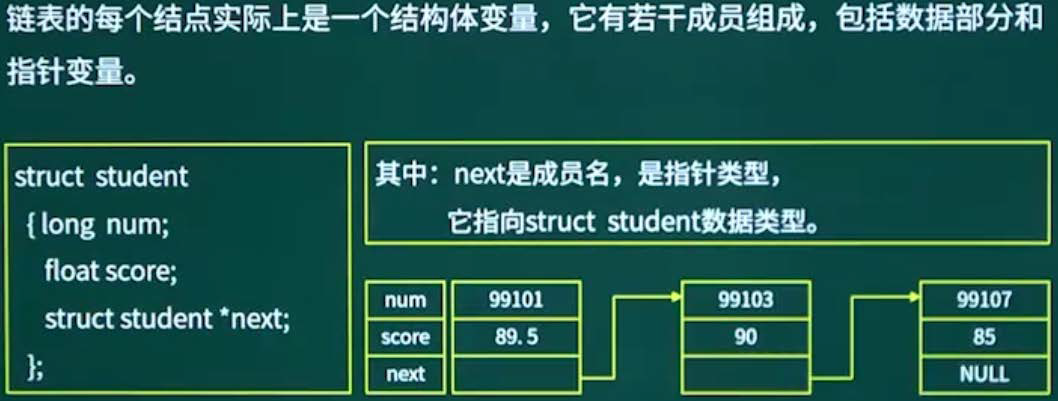 链表的每个结点实际上是一个结构体变量，它有若干成员组成，包括数据部分和
指针变量。
struct student
{ long num;
float score;
struct student *next;
};
其中：next是成员名，是指针类型，
它指向struct student数据类型。
num 99101 99103 99107
score 89.5 90 85
next NULL